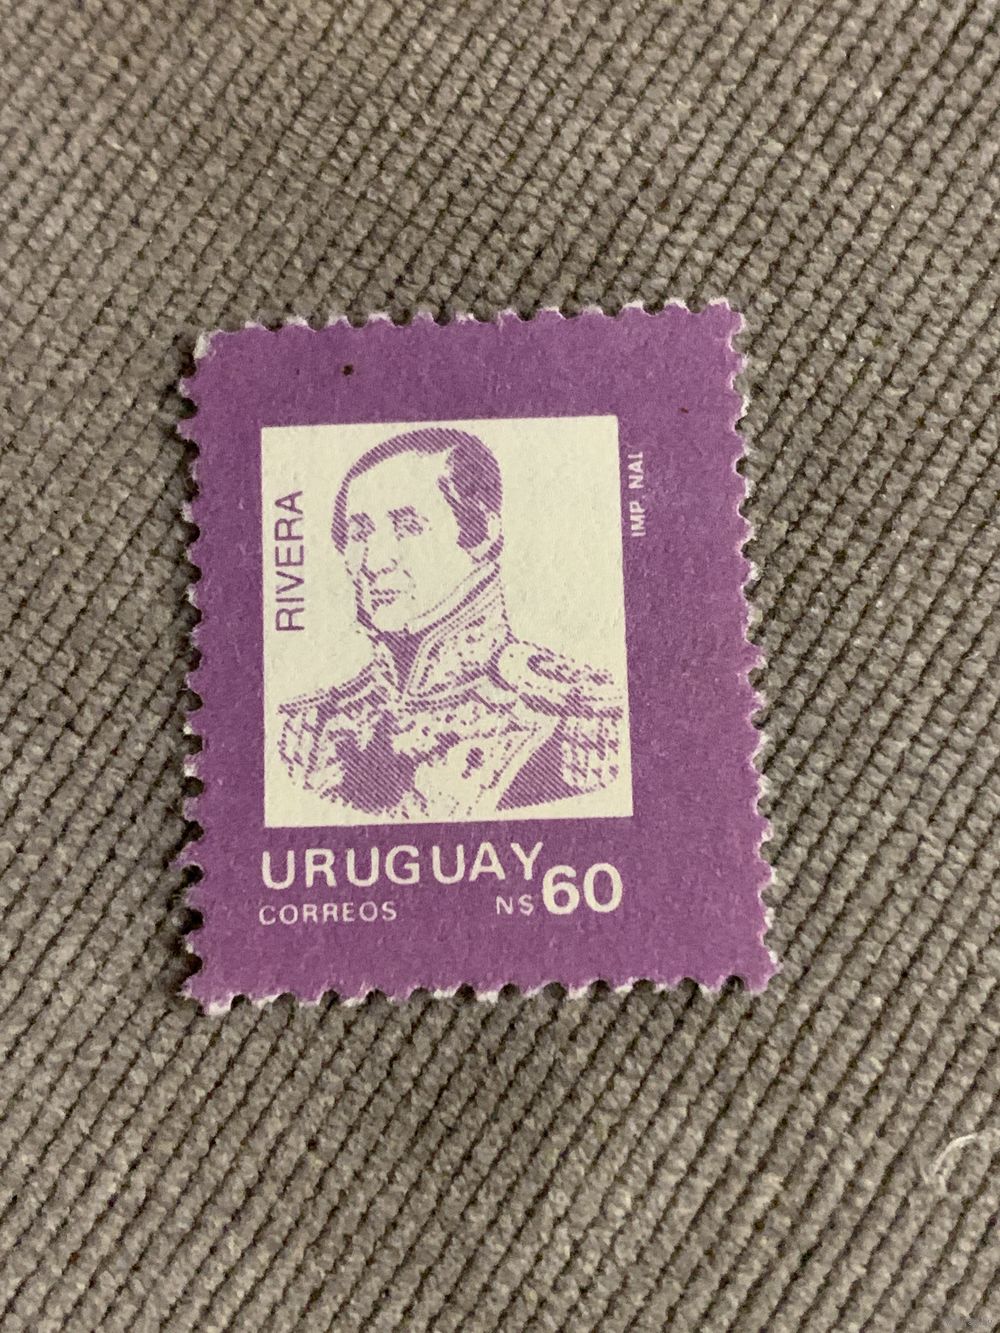 RIVERA
IMP. NAL
URUGUAY
CORREOS
N$ 60